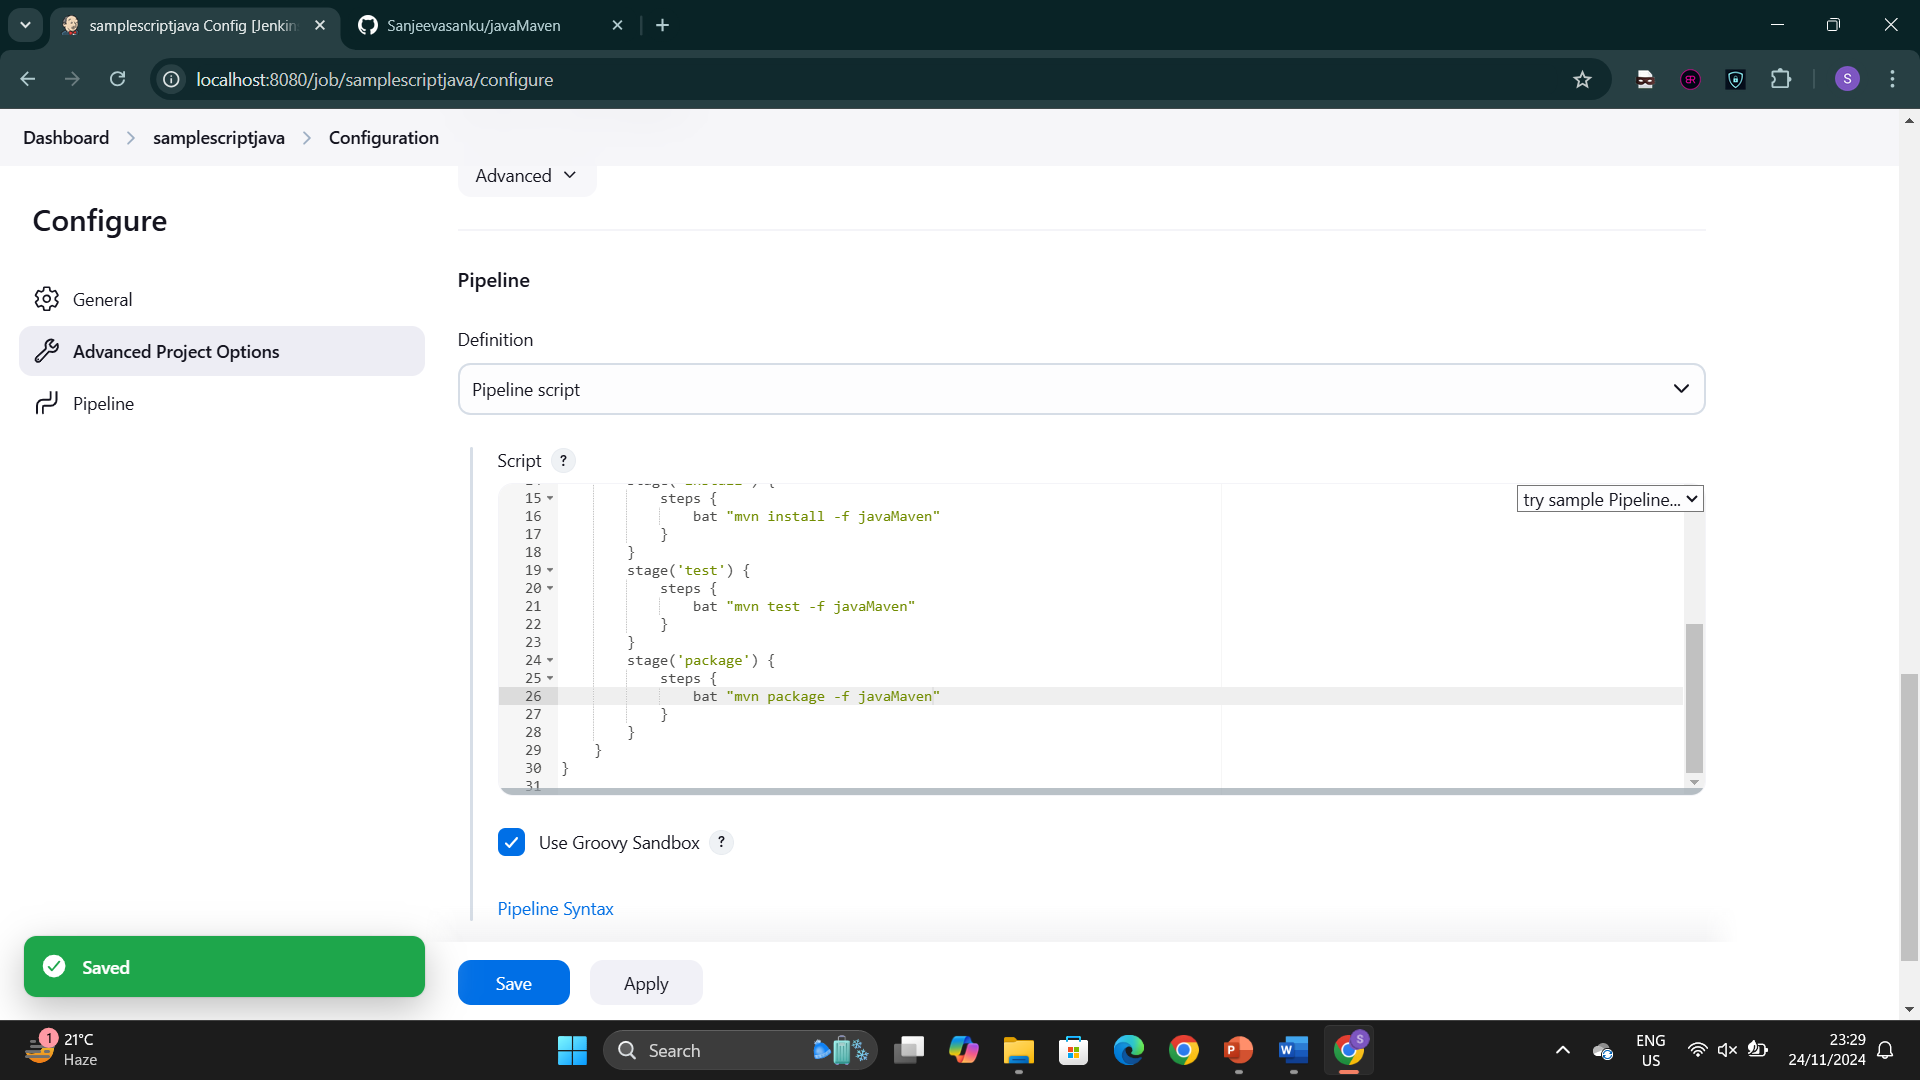 samplescriptjava Config [Jenkin
Sanjeevasanku/javaMaven
localhost:8080/job/samplescriptjava/configure
S
Dashboard
samplescriptjava
Configuration
Advanced
Configure
General
Advanced Project Options
Pipeline
Pipeline
Definition
Pipeline script
Script ?
try sample Pipeline...
15 steps {
16 bat "mvn install -f javaMaven"
17 }
18 }
19 stage('test') {
20 steps {
21 bat "mvn test -f javaMaven"
22 }
23 }
24 stage('package') {
25 steps {
26 bat "mvn package -f javaMaven"
27 }
28 }
29 }
30 }
31
Use Groovy Sandbox ?
Pipeline Syntax
Saved
Save
Apply
1
21°C
Haze
Search
S
ENG
US
23:29
24/11/2024